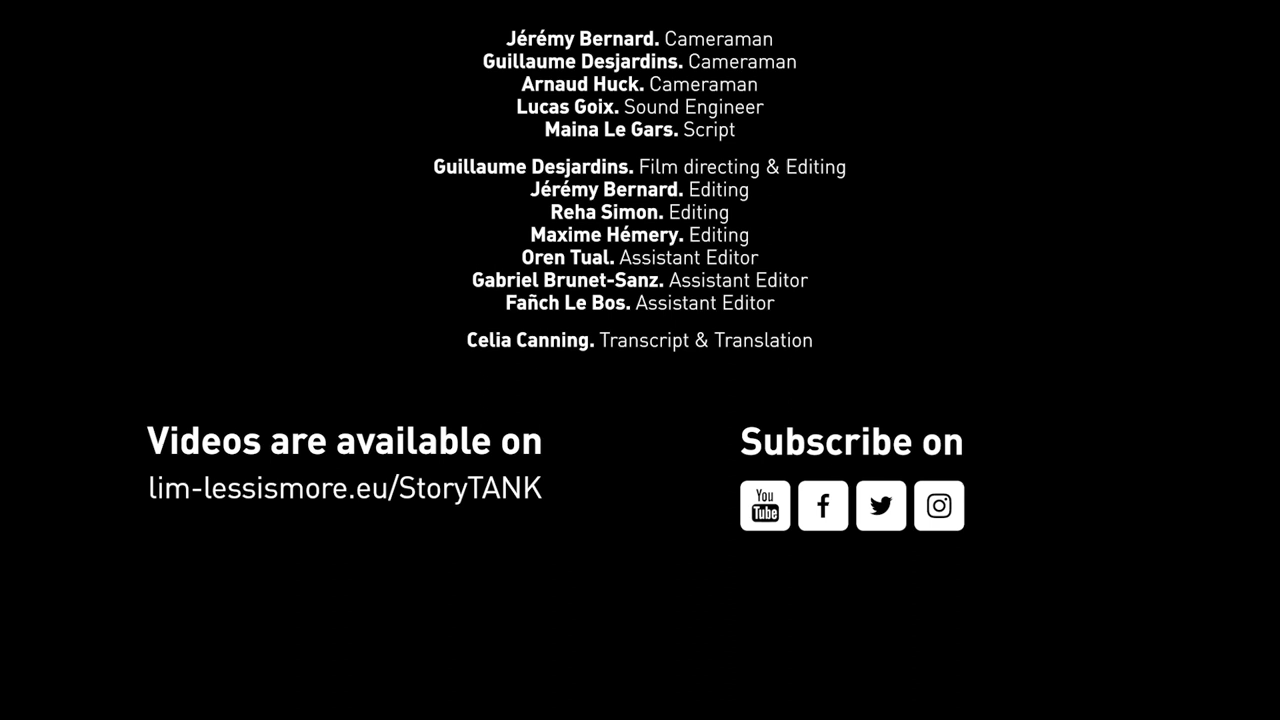 Jérémy Bernard. Cameraman
Guillaume Desjardins. Cameraman
Arnaud Huck. Cameraman
Lucas Goix. Sound Engineer
Maina Le Gars. Script
Guillaume Desjardins. Film directing & Editing
Jérémy Bernard. Editing
Reha Simon. Editing
Maxime Hémery. Editing
Oren Tual. Assistant Editor
Gabriel Brunet-Sanz. Assistant Editor
Fañch Le Bos. Assistant Editor
Celia Canning. Transcript & Translation
Videos are available on
lim-lessismore.eu/StoryTANK
Subscribe on
You
Tube